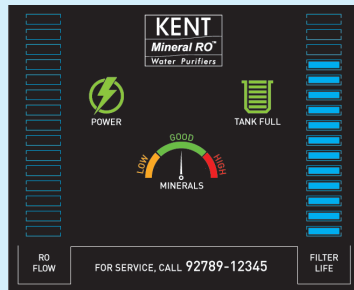 KENT
Mineral RO™
Water Purifiers
POWER
TANK FULL
LOW
GOOD
HIGH
MINERALS
RO
FLOW
FOR SERVICE, CALL 92789-12345
FILTER
LIFE